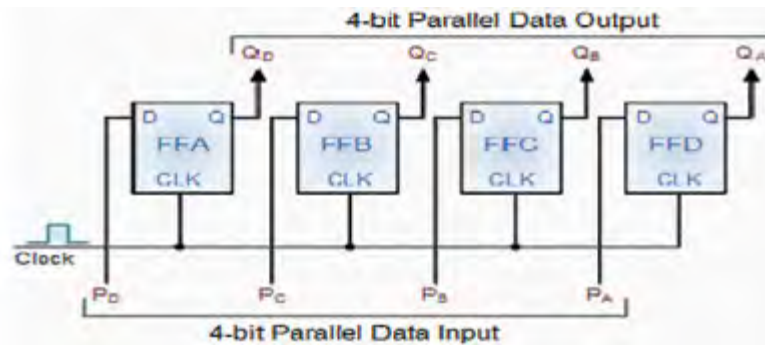 4-bit Parallel Data Output
QD QC QB QA
D Q D Q D Q D Q
FFA FFB FFC FFD
CLK CLK CLK CLK
Clock
PD PC PB PA
4-bit Parallel Data Input